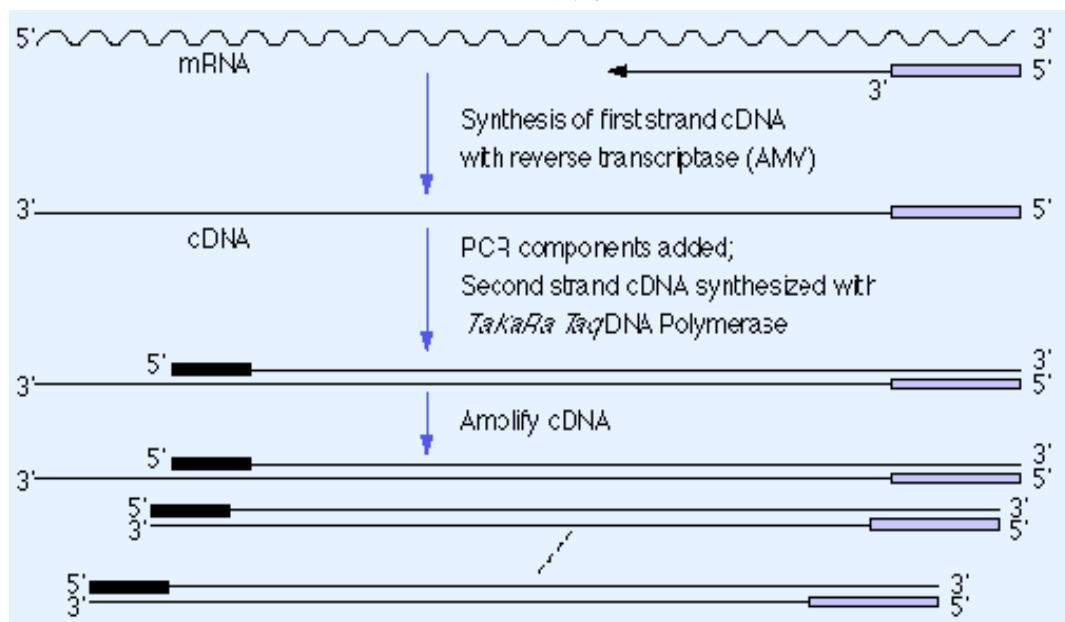 5' 3'
mRNA 5'
3'
Synthesis of first strand cDNA
with reverse transcriptase (AMV)
3' 5'
cDNA
PCR components added;
Second strand cDNA synthesized with
TaKaRa Taq DNA Polymerase
5' 3'
3' 5'
Amplify cDNA
5' 3'
3' 5'
5' 3'
3' 5'
5' 3'
3' 5'